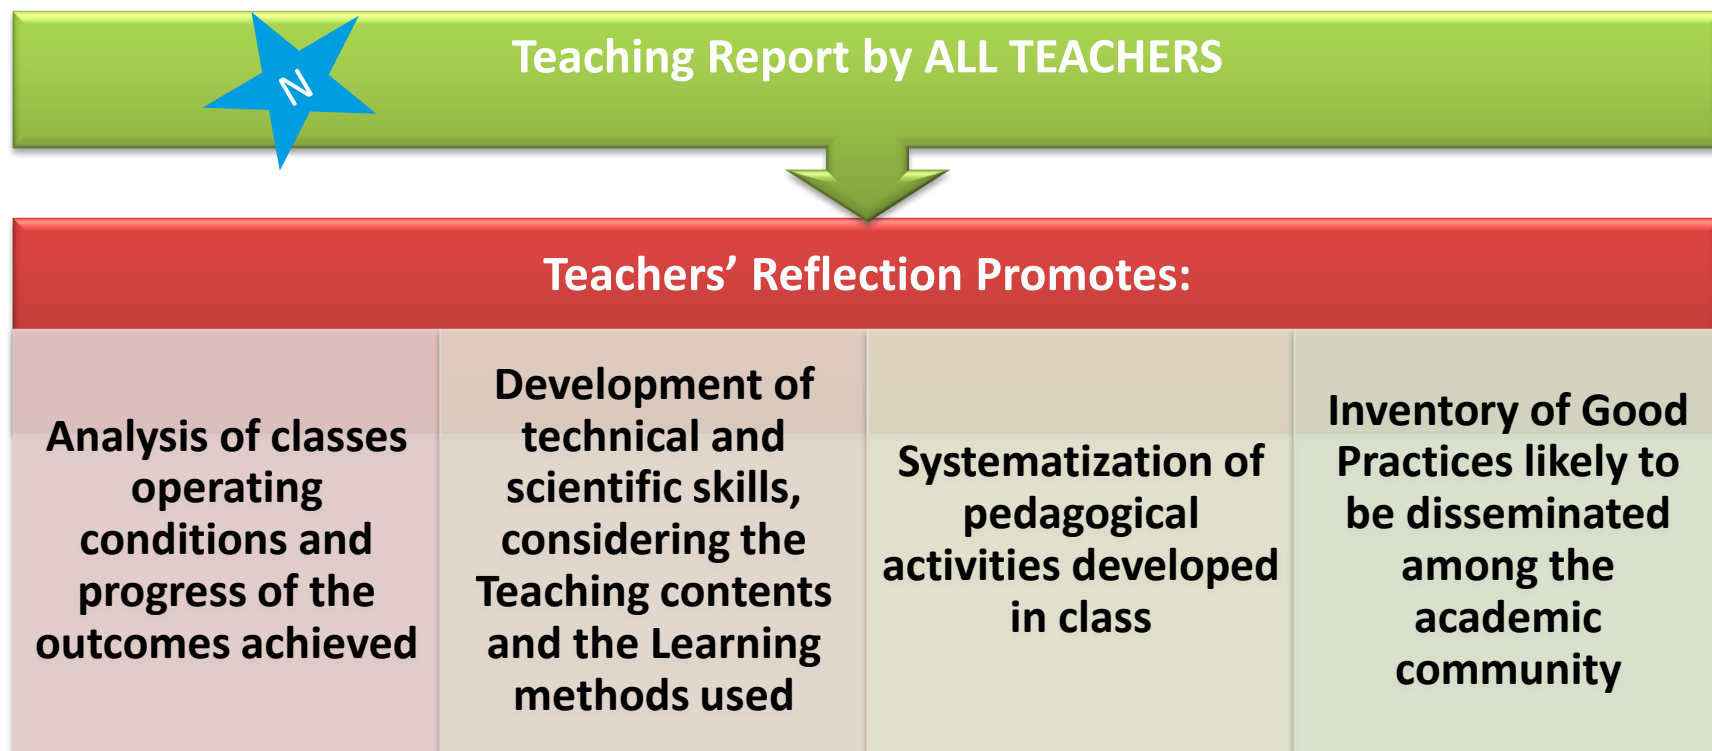 Teaching Report by ALL TEACHERS
N
Teachers’ Reflection Promotes:
Analysis of classes
operating
conditions and
progress of the
outcomes achieved
Development of
technical and
scientific skills,
considering the
Teaching contents
and the Learning
methods used
Systematization of
pedagogical
activities developed
in class
Inventory of Good
Practices likely to
be disseminated
among the
academic
community